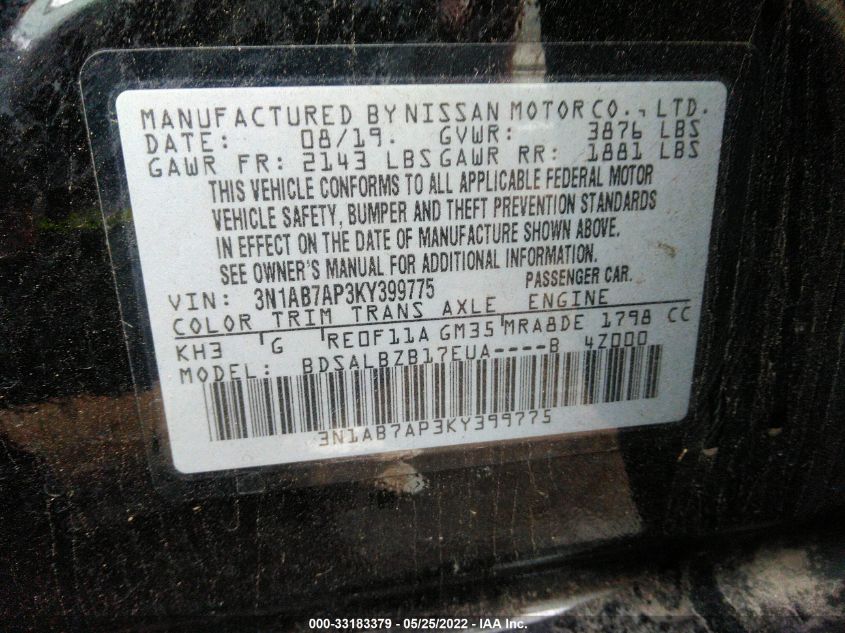 MANUFACTURED BY NISSAN MOTOR CO., LTD.
DATE: 08/19. GVWR: 3876 LBS
GAWR FR: 2143 LBS GAWR RR: 1881 LBS
THIS VEHICLE CONFORMS TO ALL APPLICABLE FEDERAL MOTOR
VEHICLE SAFETY, BUMPER AND THEFT PREVENTION STANDARDS
IN EFFECT ON THE DATE OF MANUFACTURE SHOWN ABOVE.
SEE OWNER'S MANUAL FOR ADDITIONAL INFORMATION.
VIN: 3N1AB7AP3KY399775 PASSENGER CAR.
COLOR TRIM TRANS AXLE ENGINE
KH3 G RE0F11A GM35 MRA8DE 1798 CC
MODEL: BDSALBZB17EUA----B 4Z000
3N1AB7AP3KY399775
000-33183379 - 05/25/2022 - © IAA Inc.